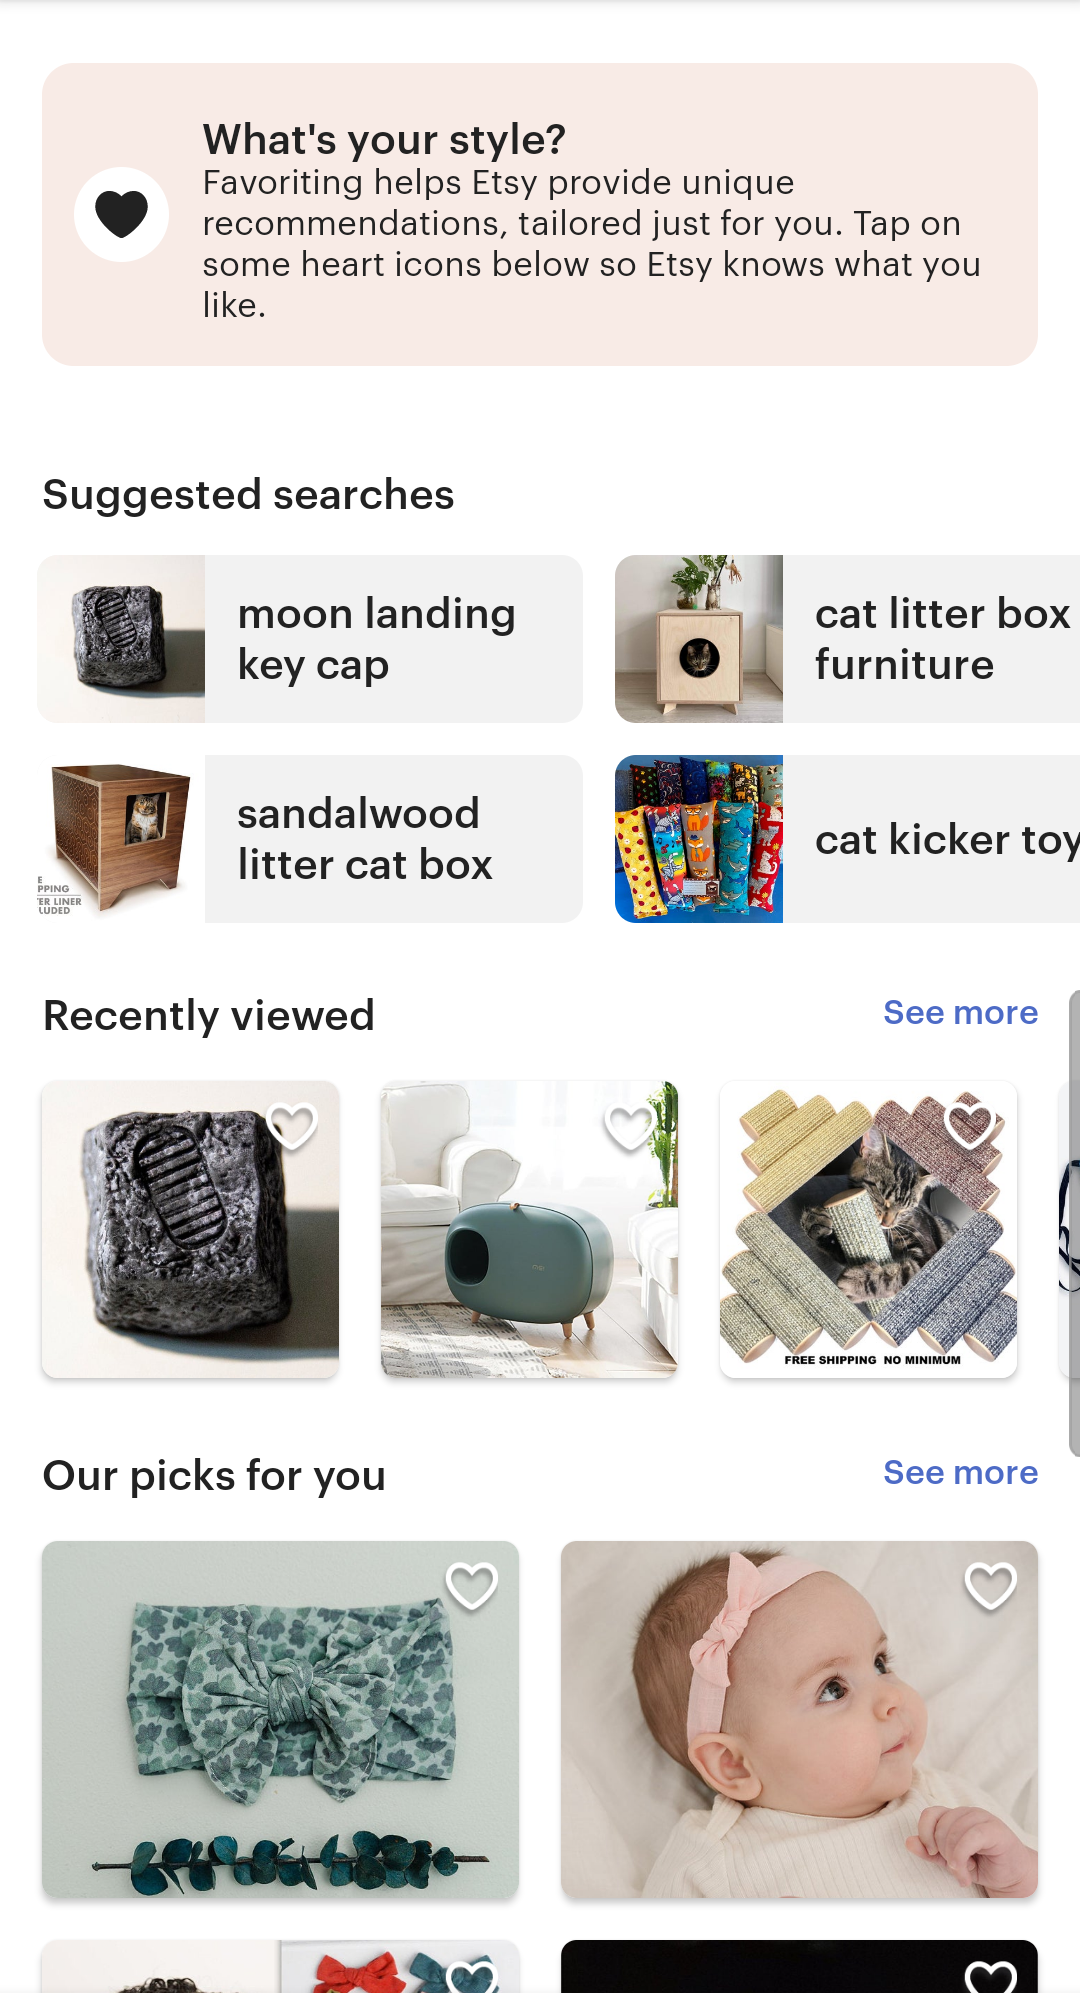 What's your style?
Favoriting helps Etsy provide unique
recommendations, tailored just for you. Tap on
some heart icons below so Etsy knows what you
like.
Suggested searches
moon landing
key cap
cat litter box
furniture
sandalwood
litter cat box
E
PPING
ER LINER
LUDED
cat kicker toy
Recently viewed
See more
FREE SHIPPING NO MINIMUM
Our picks for you
See more